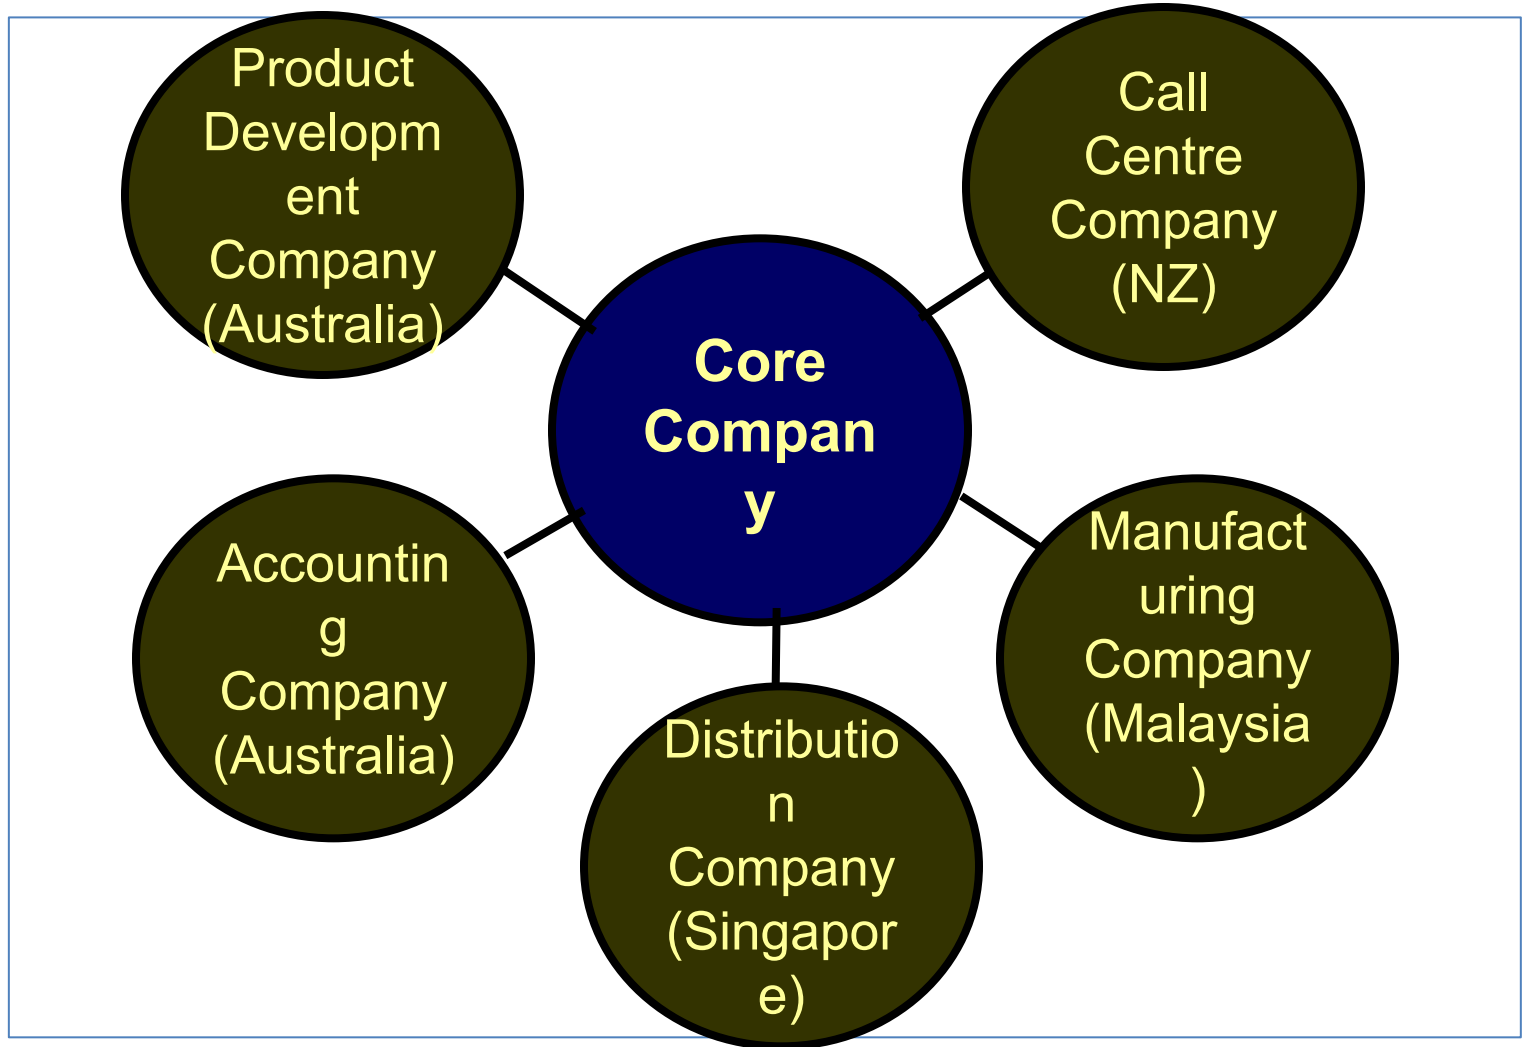 Product
Developm
ent
Company
(Australia)
Call
Centre
Company
(NZ)
Core
Compan
y
Accountin
g
Company
(Australia)
Distributio
n
Company
(Singapor
e)
Manufact
uring
Company
(Malaysia
)